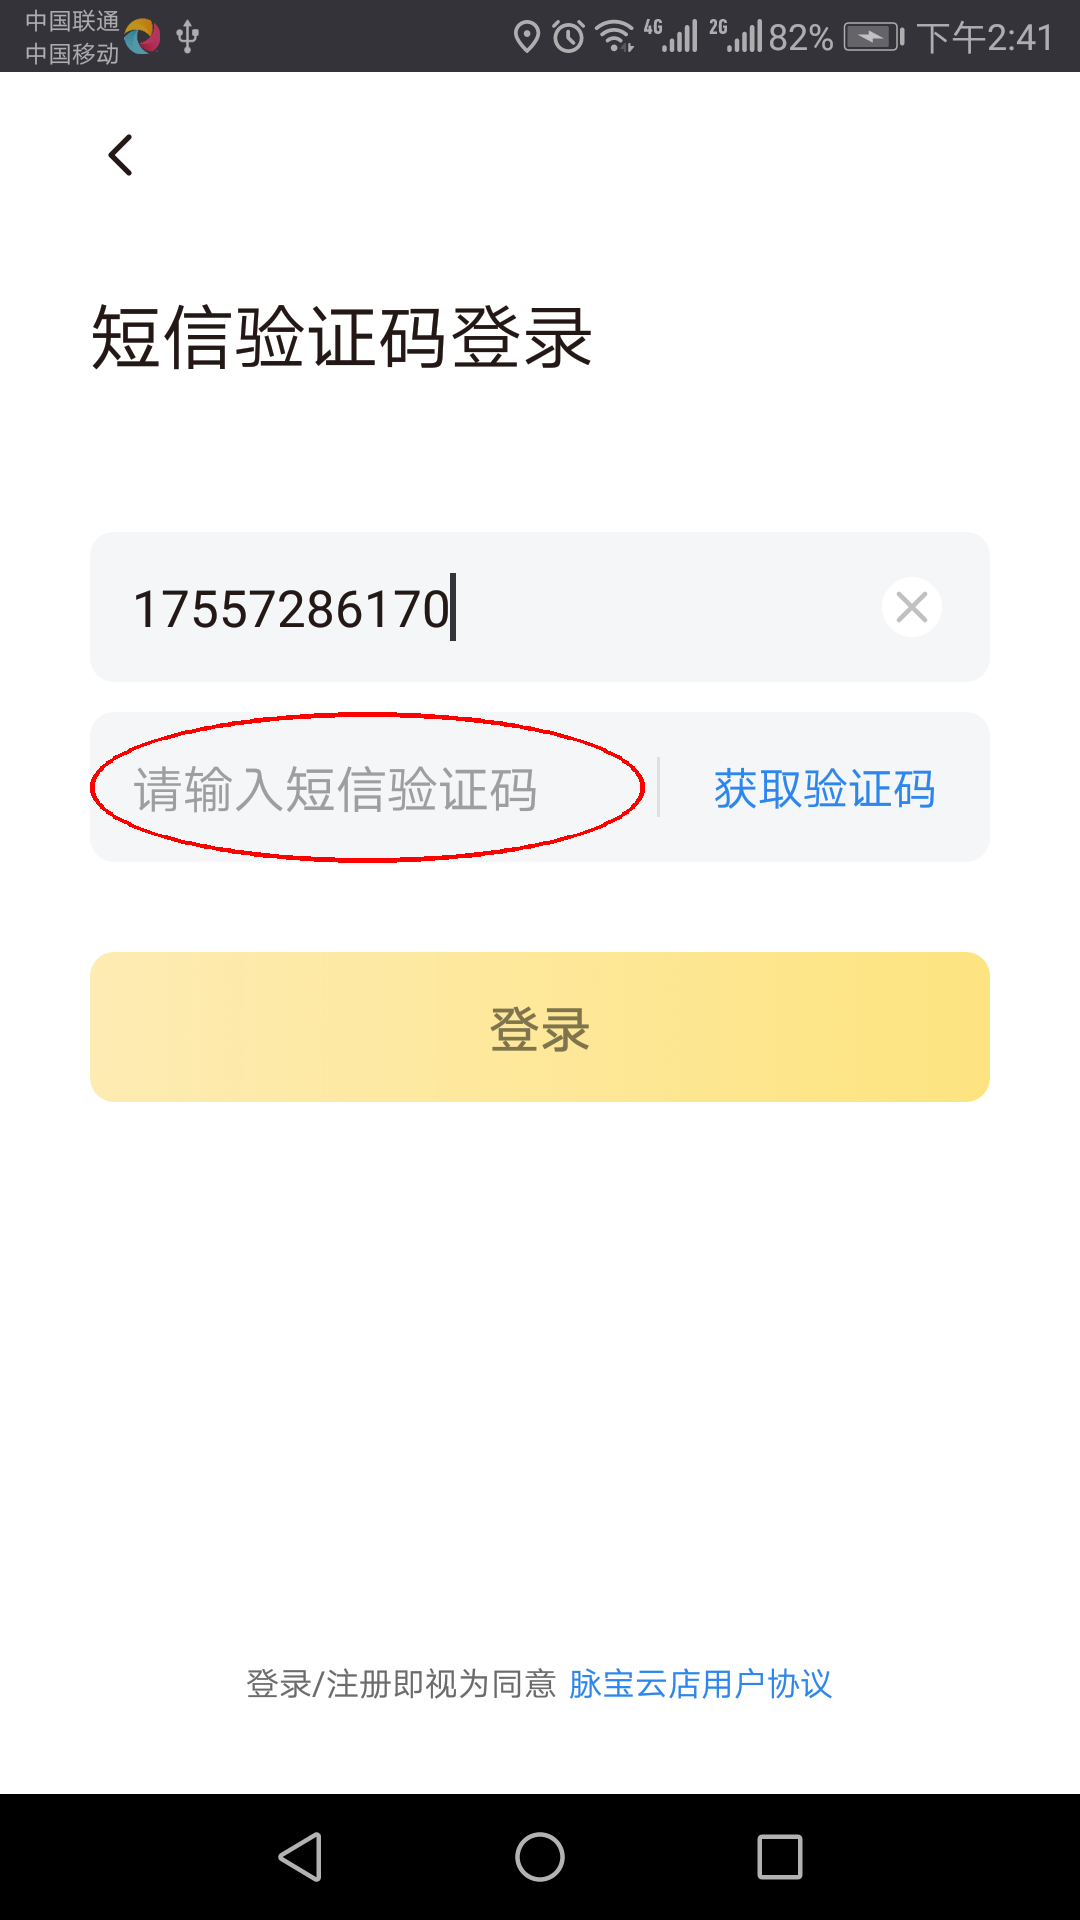 中国联通
中国移动
4G 2G 82% 下午2:41
短信验证码登录
17557286170
请输入短信验证码 获取验证码
登录
登录/注册即视为同意 脉宝云店用户协议